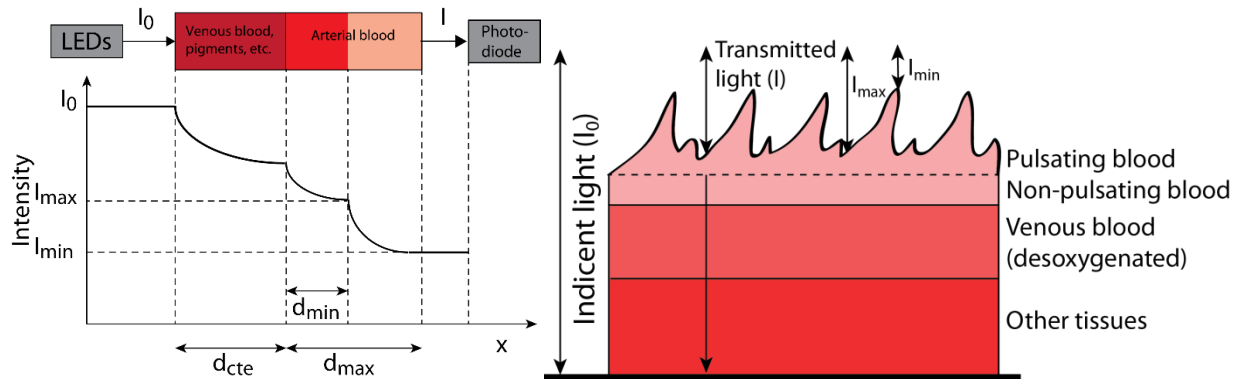 LEDs
I0
Venous blood,
pigments, etc.
Arterial blood
I
Photo-
diode
I0
Imax
Imin
Intensity
dmin
dcte
dmax
x
Indicent light (I0)
Transmitted
light (I)
Imax
Imin
Pulsating blood
Non-pulsating blood
Venous blood
(desoxygenated)
Other tissues